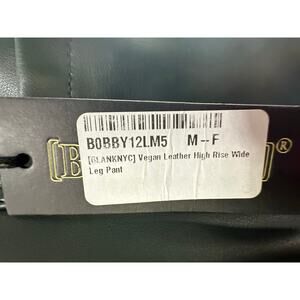 B0BBY12LM5 M -- F
[BLANKNYC] Vegan Leather High Rise Wide
Leg Pant
[B
®